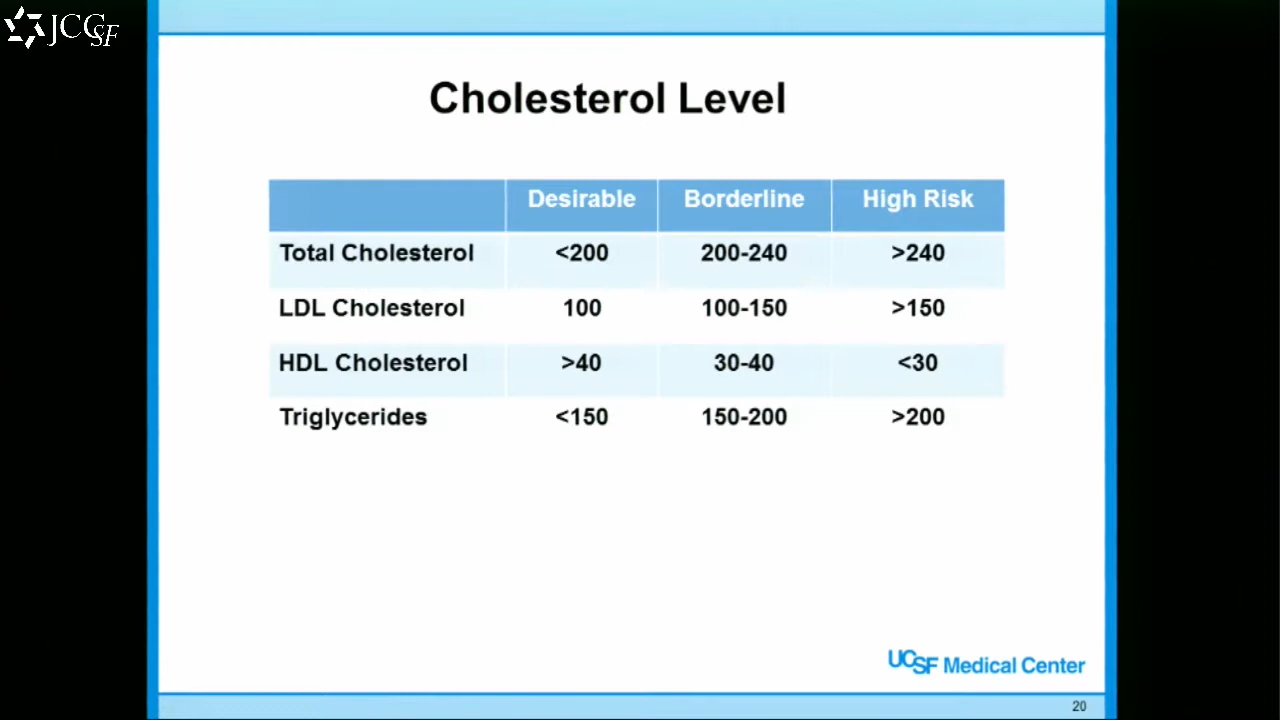 JCCSF
Cholesterol Level
Desirable Borderline High Risk
Total Cholesterol <200 200-240 >240
LDL Cholesterol 100 100-150 >150
HDL Cholesterol >40 30-40 <30
Triglycerides <150 150-200 >200
UCSF Medical Center
20